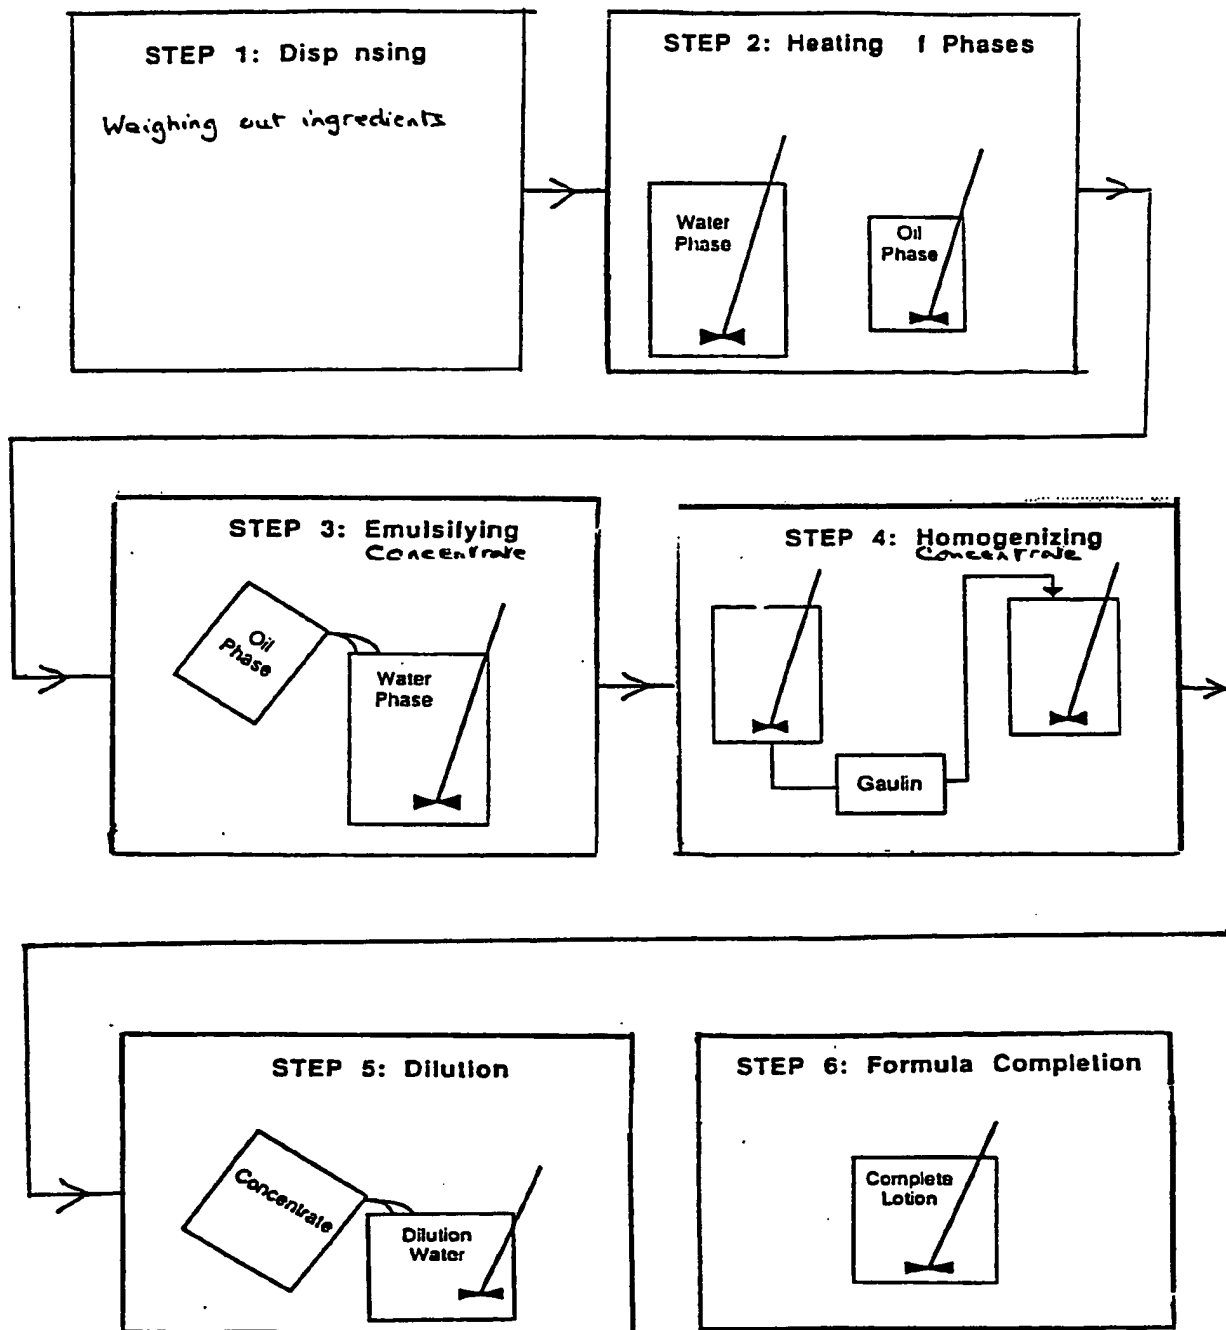 STEP 1: Disp nsing
Weighing out ingredients
STEP 2: Heating f Phases
Water
Phase
Oil
Phase
STEP 3: Emulsifying
Concentrate
Oil
Phase
Water
Phase
STEP 4: Homogenizing
Concentrate
Gaulin
STEP 5: Dilution
Concentrate
Dilution
Water
STEP 6: Formula Completion
Complete
Lotion